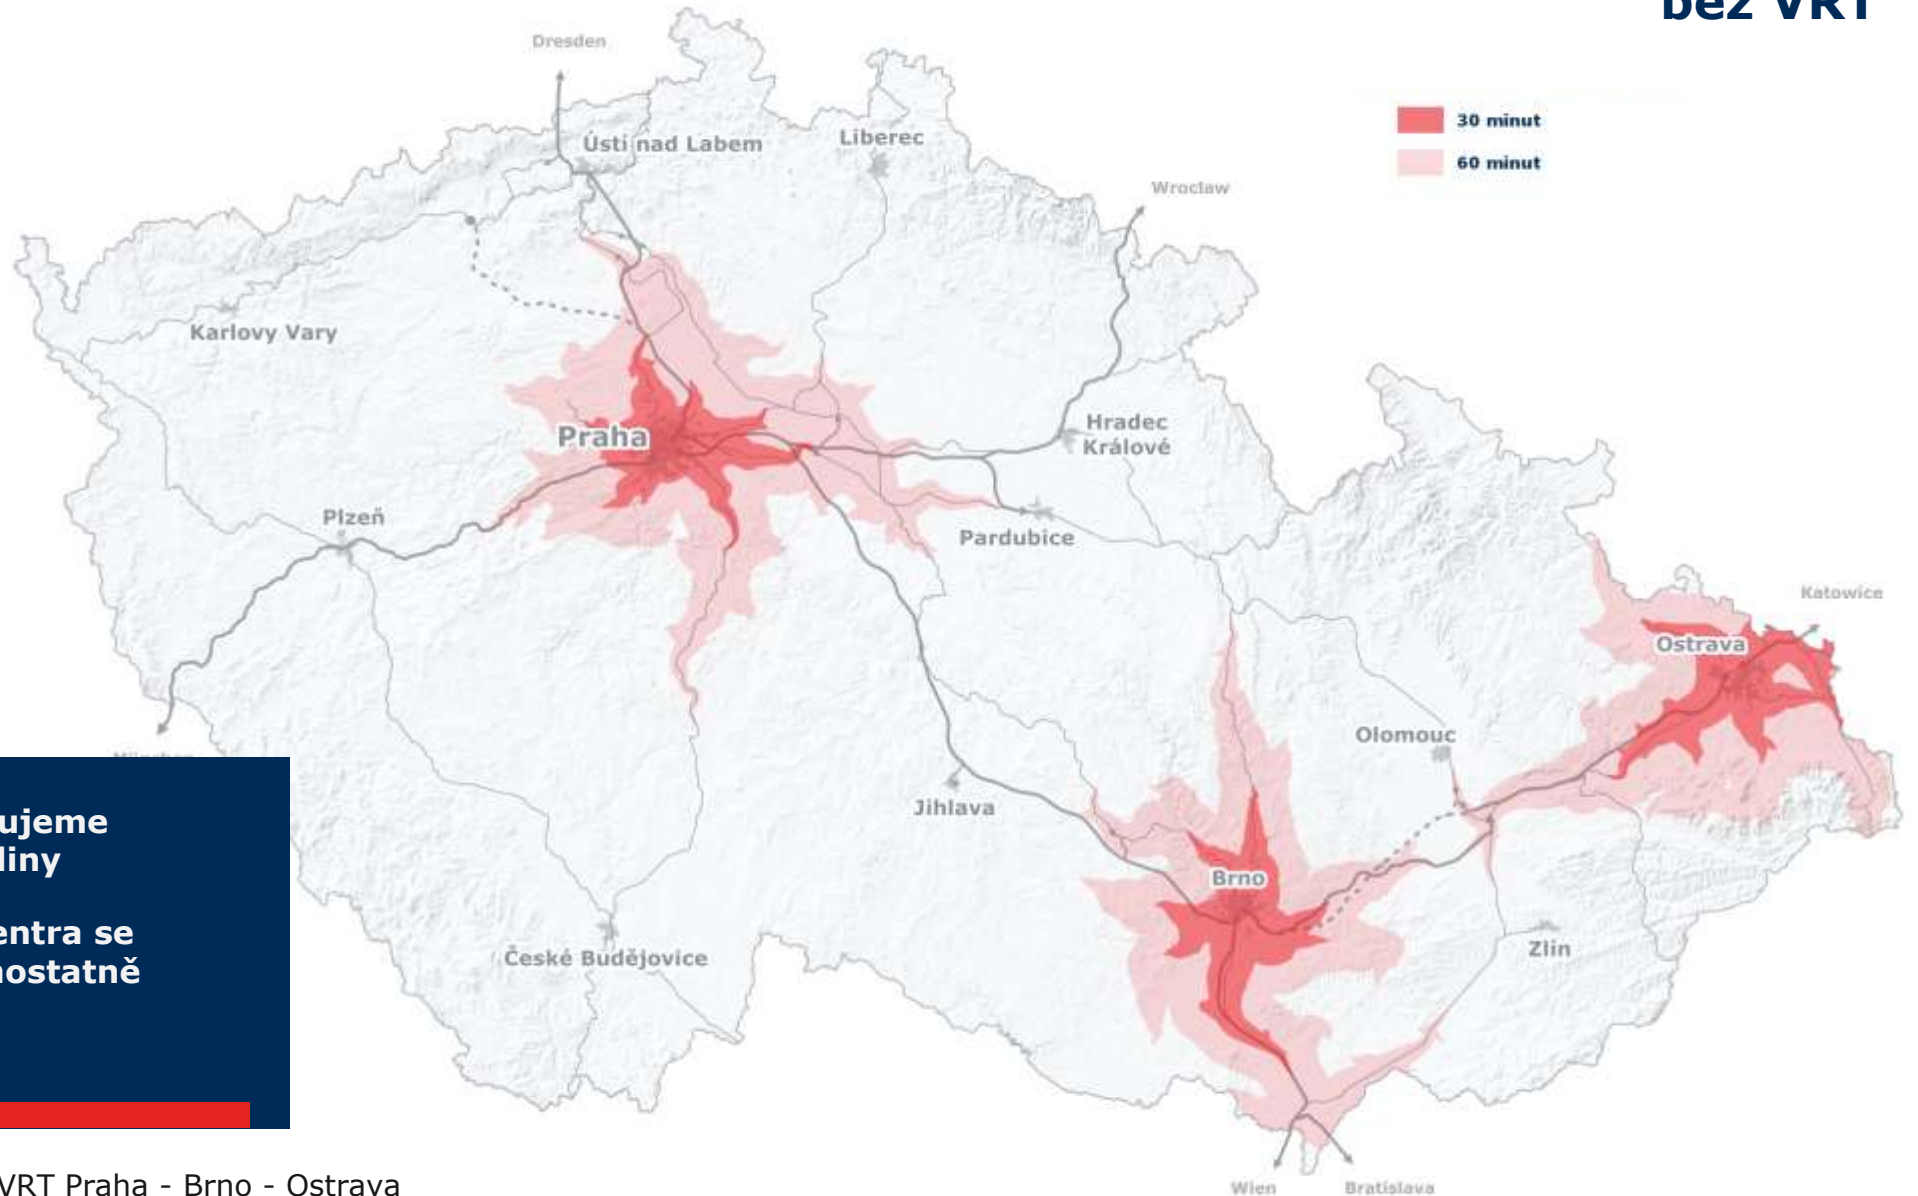 bez VRT
Dresden
Ústí nad Labem
Liberec
30 minut
60 minut
Wroclaw
Karlovy Vary
Praha
Hradec
Králové
Plzeň
Pardubice
Katowice
Ostrava
Olomouc
Jihlava
Brno
Zlín
České Budějovice
Wien
Bratislava
ujeme
liny
entra se
nostatně
VRT Praha - Brno - Ostrava